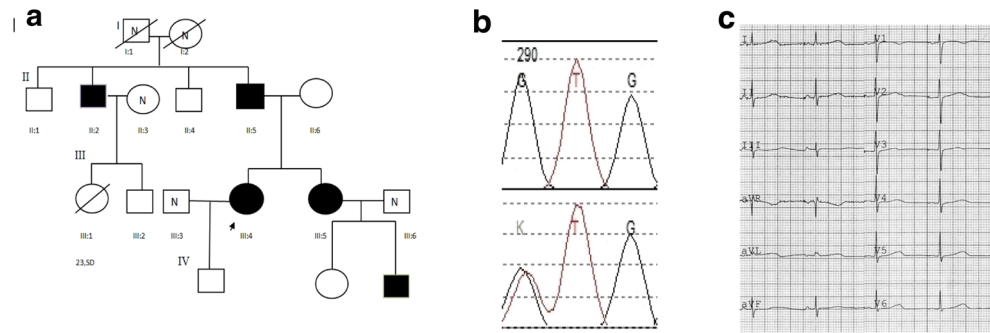 a
I
N
N
I:1
I:2
II
N
II:1
II:2
II:3
II:4
II:5
II:6
III
N
N
III:1
III:2
III:3
III:4
III:5
III:6
23,SD
IV
b
290
G
T
G
K
T
G
c
I
V1
II
V2
III
V3
aVR
V4
aVL
V5
aVF
V6